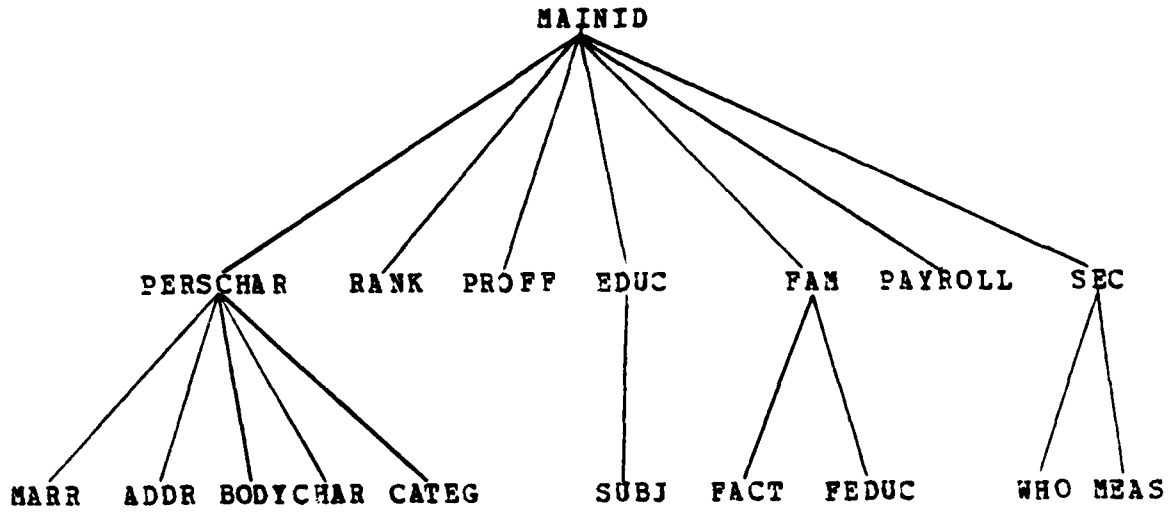 MAINID
PERSCHAR RANK PROFF EDUC FAM PAYROLL SEC
MARR ADDR BODYCHAR CATEG SUBJ FACT FEDUC WHO MEAS